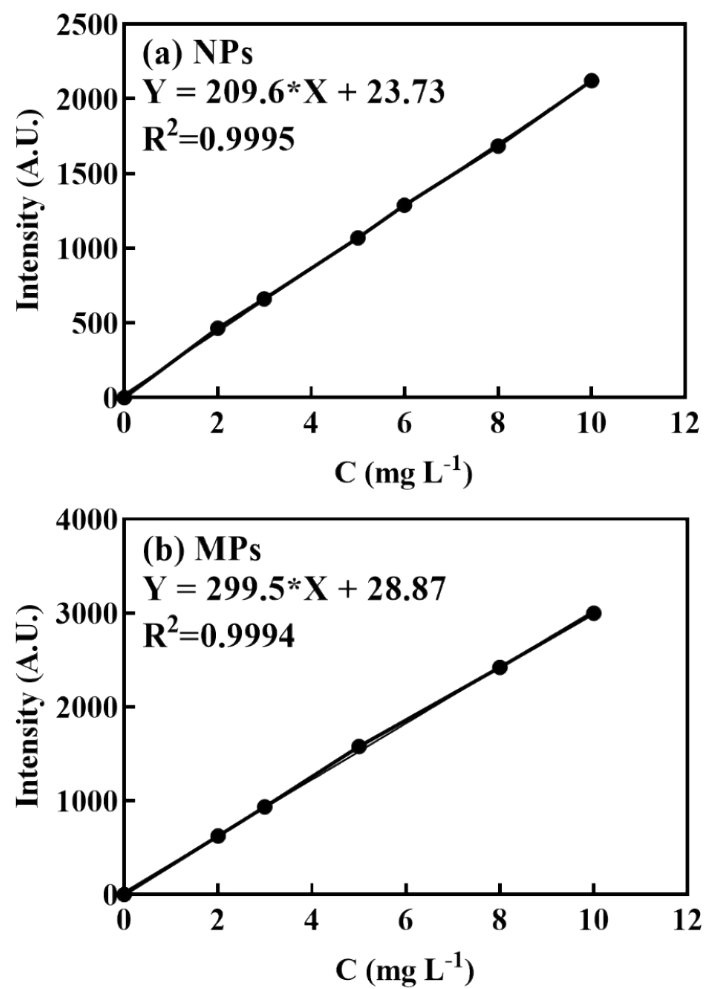 2500
(a) NPs
Y = 209.6*X + 23.73
2000
R²=0.9995
1500
Intensity (A.U.)
1000
500
0
0 2 4 6 8 10 12
C (mg L⁻¹)
4000
(b) MPs
Y = 299.5*X + 28.87
3000
R²=0.9994
2000
Intensity (A.U.)
1000
0
0 2 4 6 8 10 12
C (mg L⁻¹)